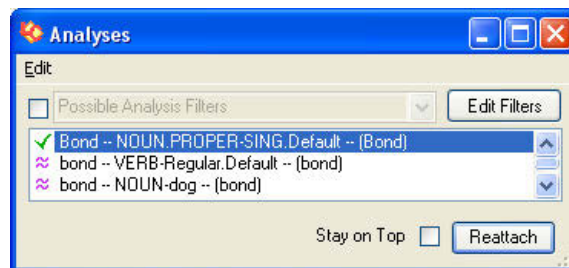 Analyses
Edit
Possible Analysis Filters Edit Filters
Bond -- NOUN.PROPER-SING.Default -- (Bond)
bond -- VERB-Regular.Default -- (bond)
bond -- NOUN-dog -- (bond)
Stay on Top Reattach